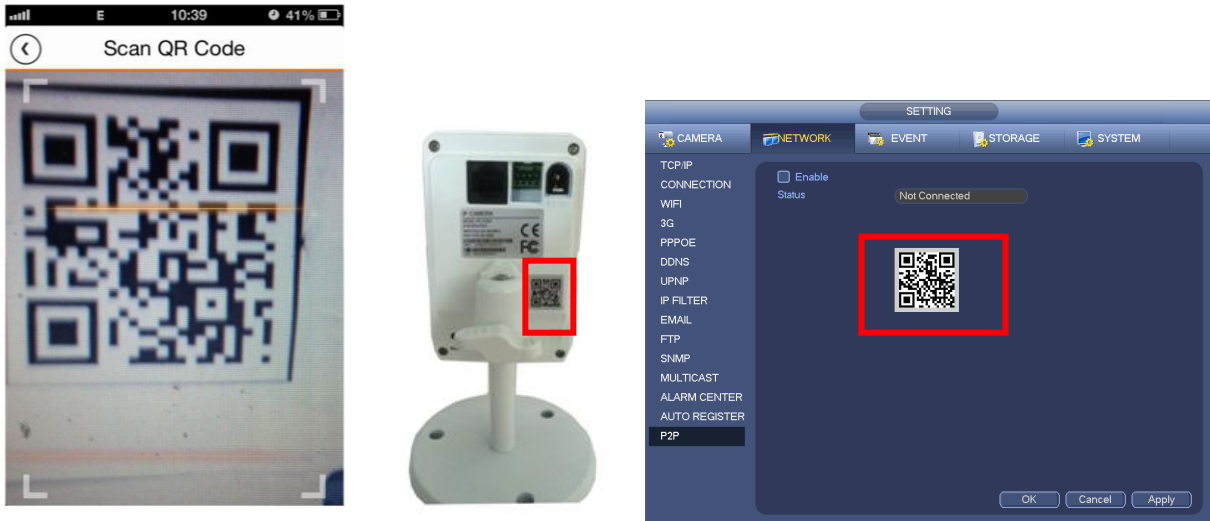 E 10:39 41%
Scan QR Code
IP CAMERA
CE
FC
SETTING
CAMERA NETWORK EVENT STORAGE SYSTEM
TCP/IP
CONNECTION
WIFI
3G
PPPOE
DDNS
UPNP
IP FILTER
EMAIL
FTP
SNMP
MULTICAST
ALARM CENTER
AUTO REGISTER
P2P
Enable
Status Not Connected
OK Cancel Apply